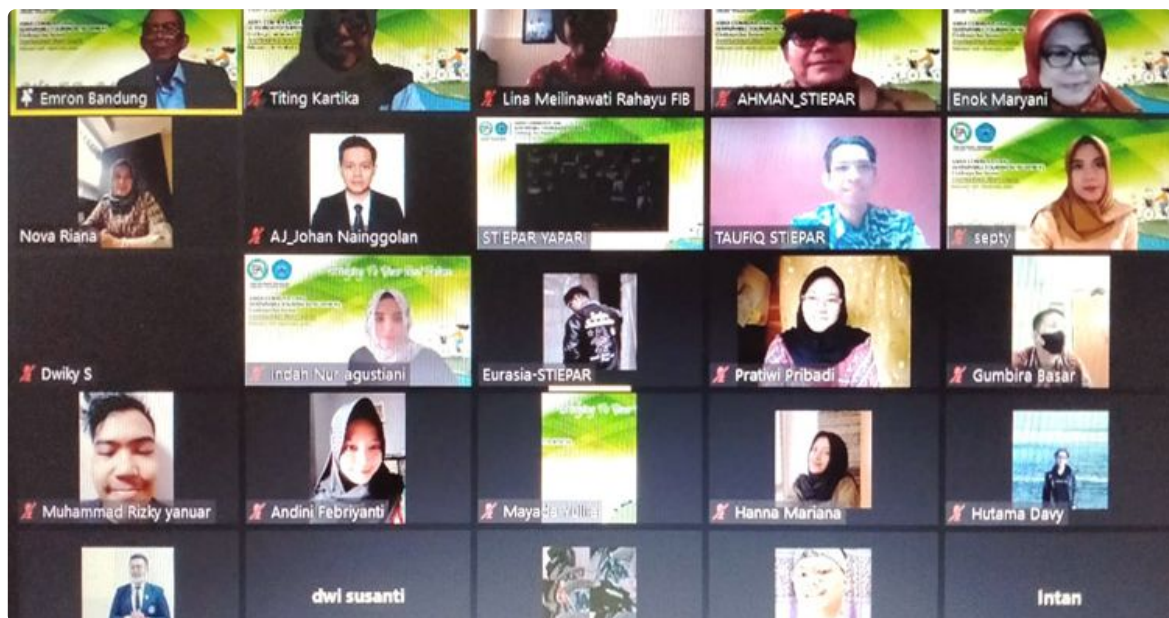 Emron Bandung
Titing Kartika
Lina Meilinawati Rahayu FIB
AHMAN_STIEPAR
Enok Maryani
Nova Riana
AJ_Johan Nainggolan
STIEPAR YAPARI
TAUFIQ STIEPAR
septy
Dwiky S
Indah Nur agustiani
Eurasia-STIEPAR
Pratiwi Pribadi
Gumbira Basar
Muhammad Rizky yanuar
Andini Febriyanti
Hanna Mariana
Hutama Davy
dwi susanti
Intan